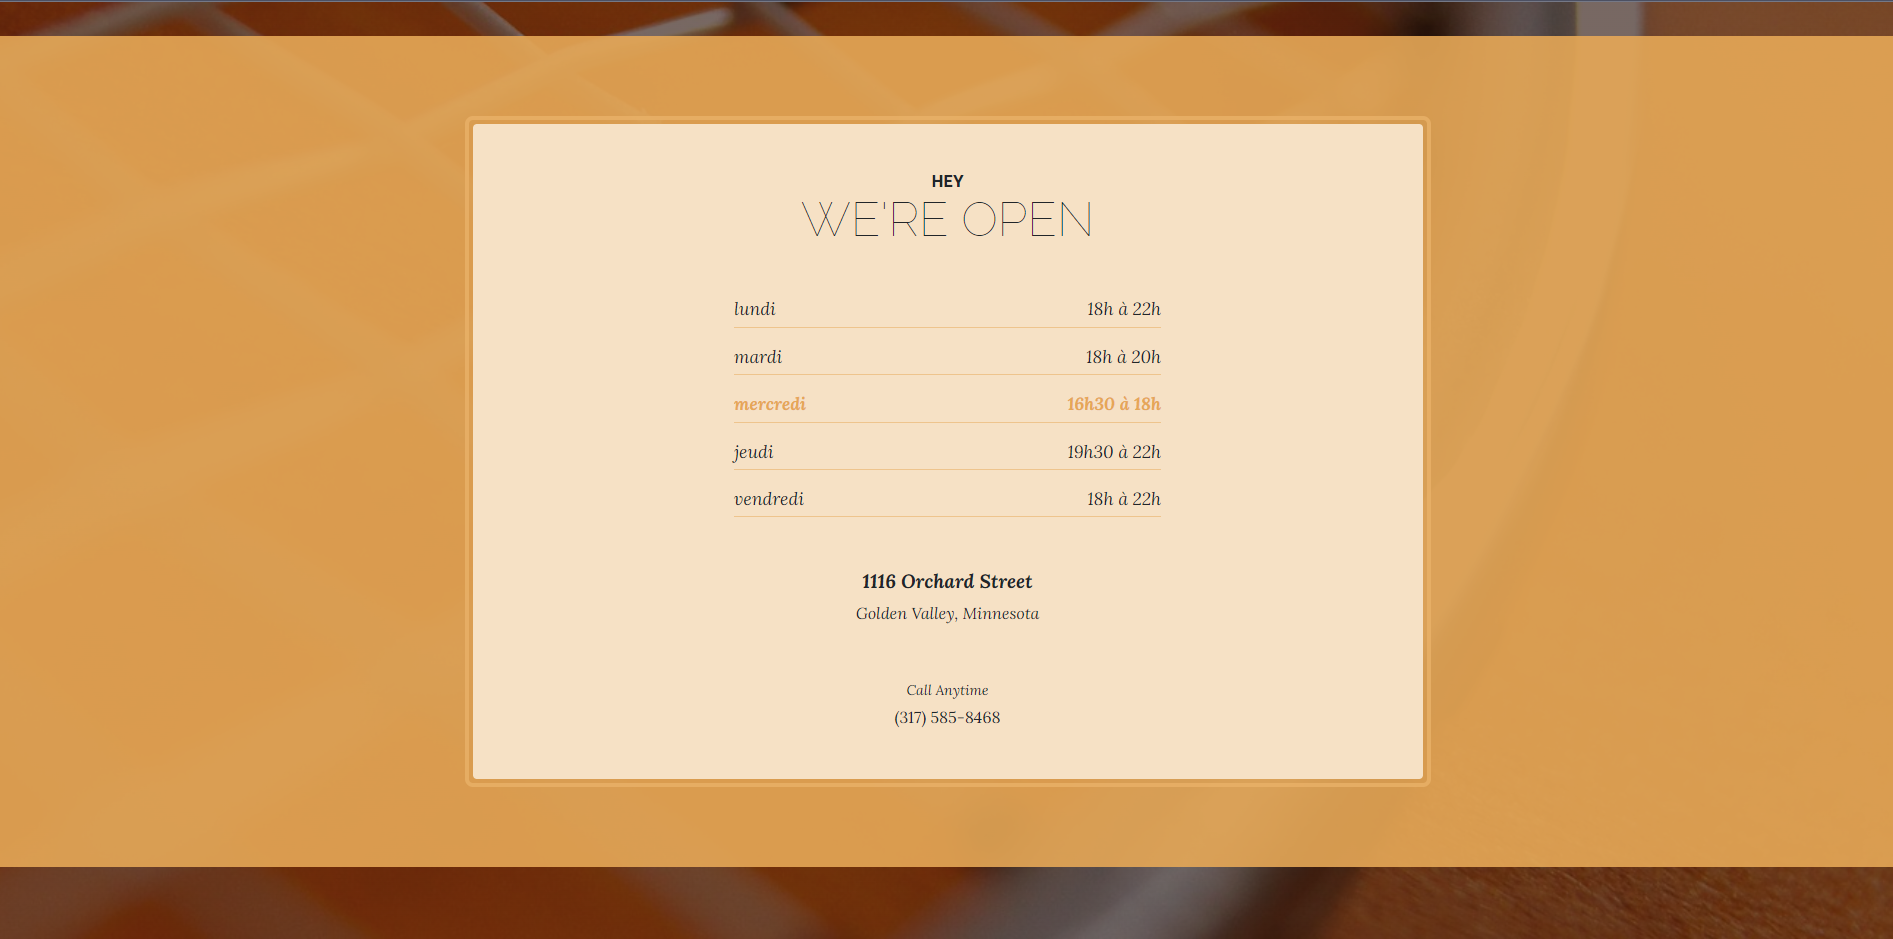 HEY
WE'RE OPEN
lundi 18h à 22h
mardi 18h à 20h
mercredi 16h30 à 18h
jeudi 19h30 à 22h
vendredi 18h à 22h
1116 Orchard Street
Golden Valley, Minnesota
Call Anytime
(317) 585-8468